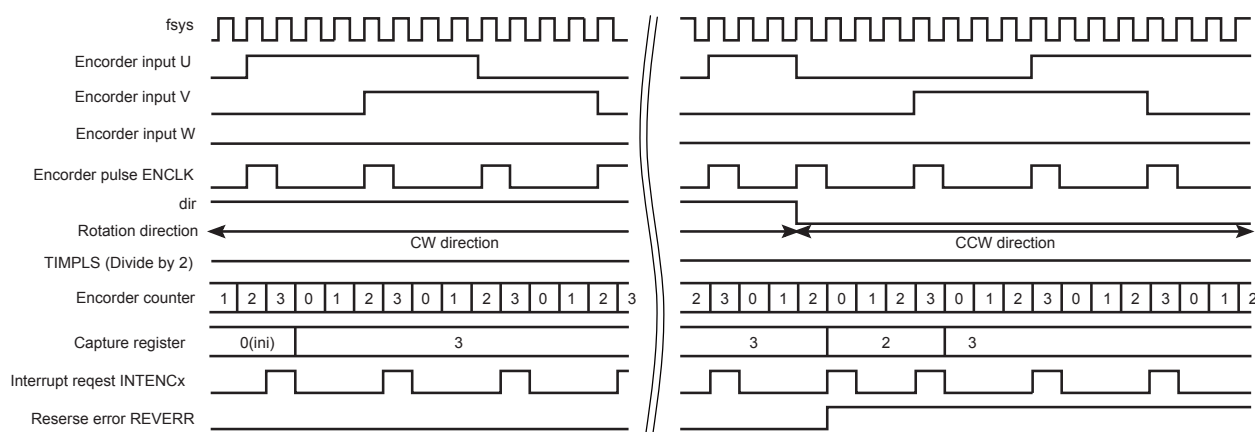 fsys
Encorder input U
Encorder input V
Encorder input W
Encorder pulse ENCLK
dir
Rotation direction
CW direction
CCW direction
TIMPLS (Divide by 2)
Encorder counter
1 2 3 0 1 2 3 0 1 2 3 0 1 2 3
2 3 0 1 2 0 1 2 3 0 1 2 3 0 1 2 3 0 1 2
Capture register
0(ini) 3
3 2 3
Interrupt reqest INTENCx
Reserse error REVERR